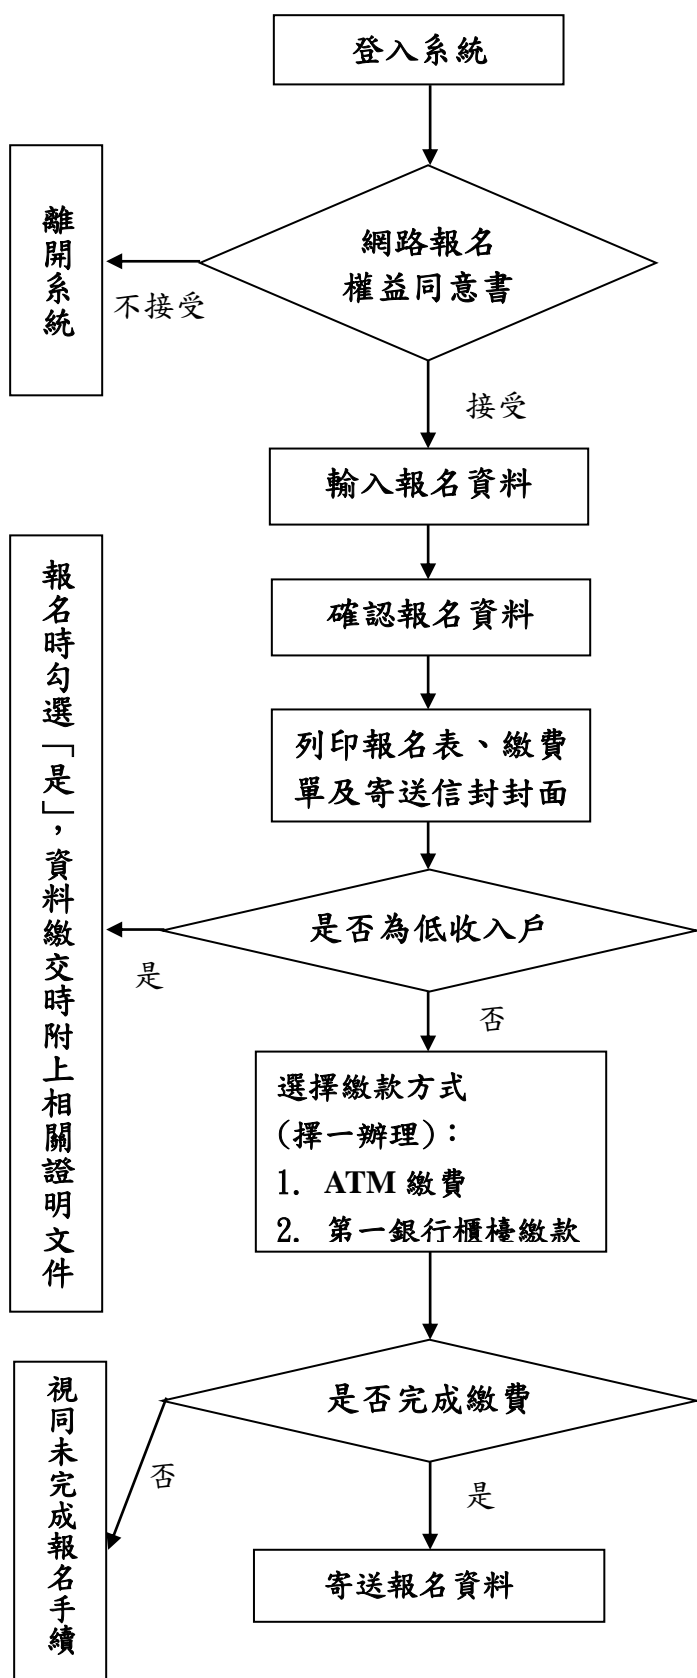 登入系統
網路報名
權益同意書
不接受
離開系統
接受
輸入報名資料
確認報名資料
列印報名表、繳費
單及寄送信封封面
是否為低收入戶
是
報名時勾選「是」，資料繳交時附上相關證明文件
否
選擇繳款方式
(擇一辦理)：
1. ATM 繳費
2. 第一銀行櫃檯繳款
是否完成繳費
否
視同未完成報名手續
是
寄送報名資料